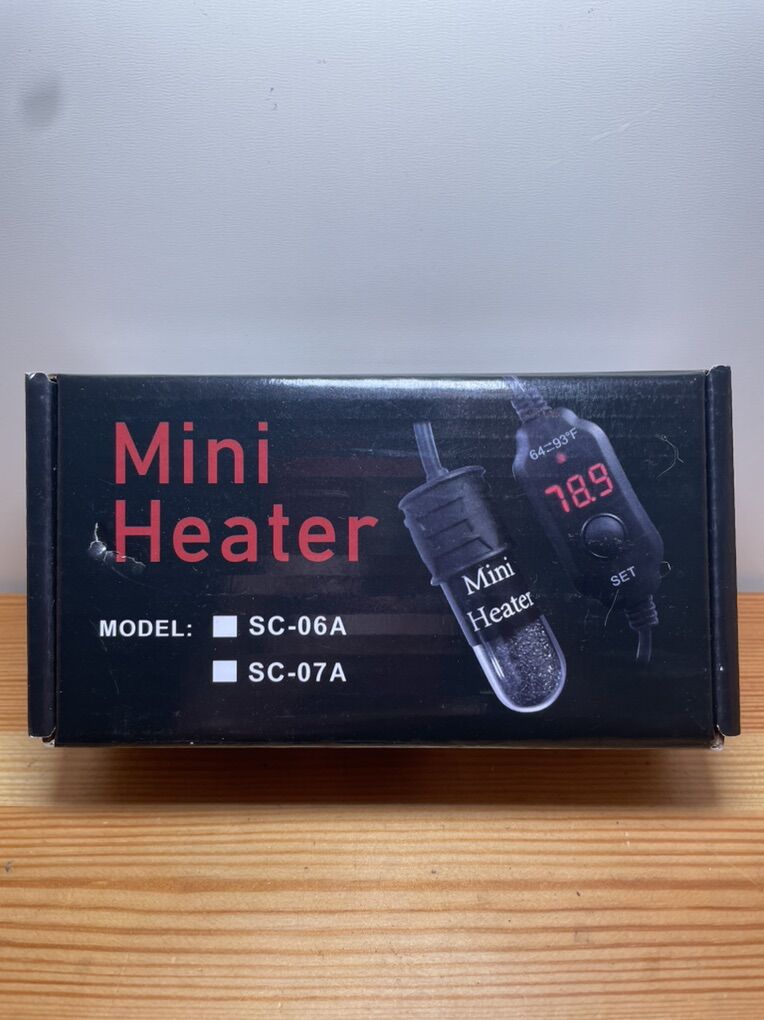 Mini
Heater
MODEL: SC-06A
SC-07A
Mini
Heater
64⇌93°F
78.9
SET